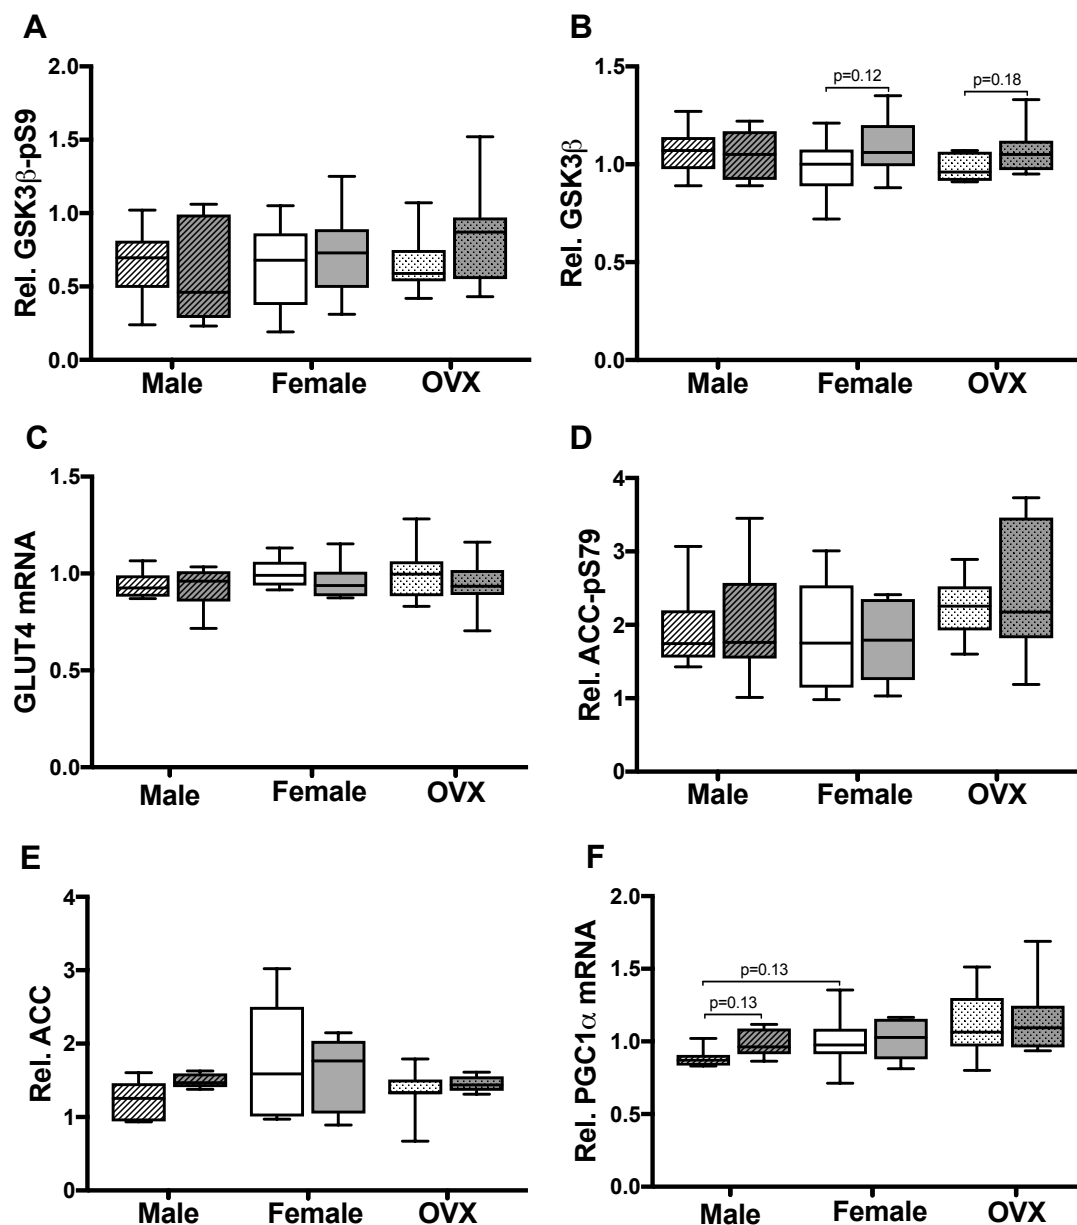 A
Rel. GSK3β-pS9
2.0
1.5
1.0
0.5
0.0
Male Female OVX
B
Rel. GSK3β
1.5
1.0
0.5
0.0
p=0.12
p=0.18
Male Female OVX
C
GLUT4 mRNA
1.5
1.0
0.5
0.0
Male Female OVX
D
Rel. ACC-pS79
4
3
2
1
0
Male Female OVX
E
Rel. ACC
4
3
2
1
0
Male Female OVX
F
Rel. PGC1α mRNA
2.0
1.5
1.0
0.5
0.0
p=0.13
p=0.13
Male Female OVX